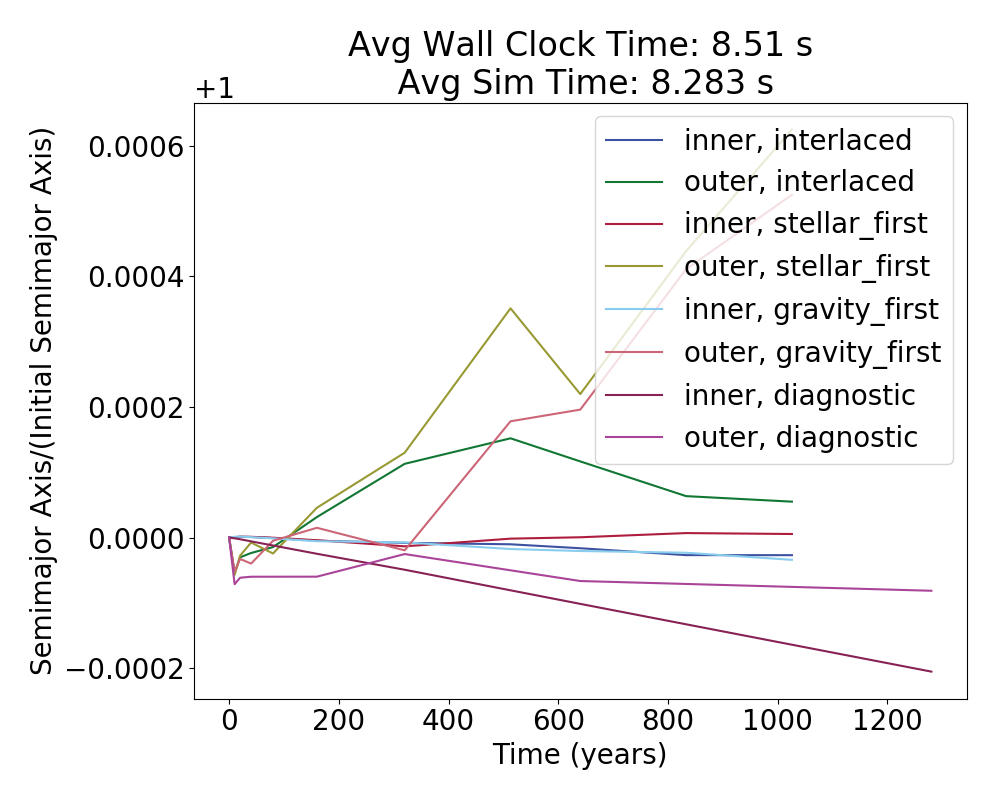 Avg Wall Clock Time: 8.51 s
Avg Sim Time: 8.283 s
+1
Semimajor Axis/(Initial Semimajor Axis)
0.0006
0.0004
0.0002
0.0000
−0.0002
inner, interlaced
outer, interlaced
inner, stellar_first
outer, stellar_first
inner, gravity_first
outer, gravity_first
inner, diagnostic
outer, diagnostic
0 200 400 600 800 1000 1200
Time (years)